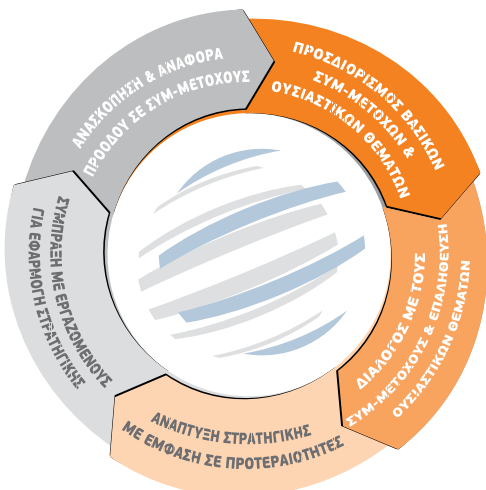 ΠΡΟΣΔΙΟΡΙΣΜΟΣ ΒΑΣΙΚΩΝ
ΣΥΜ-ΜΕΤΟΧΩΝ &
ΟΥΣΙΑΣΤΙΚΩΝ ΘΕΜΑΤΩΝ
ΔΙΑΛΟΓΟΣ ΜΕ ΤΟΥΣ
ΣΥΜ-ΜΕΤΟΧΟΥΣ & ΕΠΑΛΗΘΕΥΣΗ
ΟΥΣΙΑΣΤΙΚΩΝ ΘΕΜΑΤΩΝ
ΑΝΑΠΤΥΞΗ ΣΤΡΑΤΗΓΙΚΗΣ
ΜΕ ΕΜΦΑΣΗ ΣΕ ΠΡΟΤΕΡΑΙΟΤΗΤΕΣ
ΣΥΜΠΡΑΞΗ ΜΕ ΕΡΓΑΖΟΜΕΝΟΥΣ
ΓΙΑ ΕΦΑΡΜΟΓΗ ΣΤΡΑΤΗΓΙΚΗΣ
ΑΝΑΣΚΟΠΗΣΗ & ΑΝΑΦΟΡΑ
ΠΡΟΟΔΟΥ ΣΕ ΣΥΜ-ΜΕΤΟΧΟΥΣ